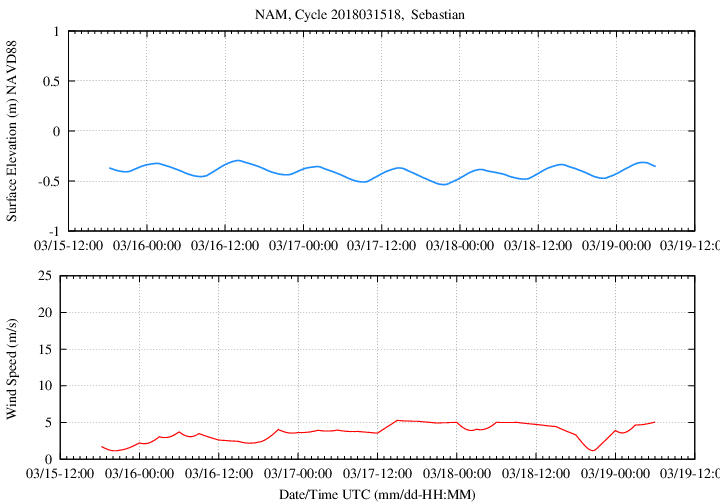 NAM, Cycle 2018031518,  Sebastian
Surface Elevation (m) NAVD88
1
0.5
0
-0.5
-1
03/15-12:00 03/16-00:00 03/16-12:00 03/17-00:00 03/17-12:00 03/18-00:00 03/18-12:00 03/19-00:00 03/19-12:0
Wind Speed (m/s)
25
20
15
10
5
0
03/15-12:00 03/16-00:00 03/16-12:00 03/17-00:00 03/17-12:00 03/18-00:00 03/18-12:00 03/19-00:00 03/19-12:0
Date/Time UTC (mm/dd-HH:MM)